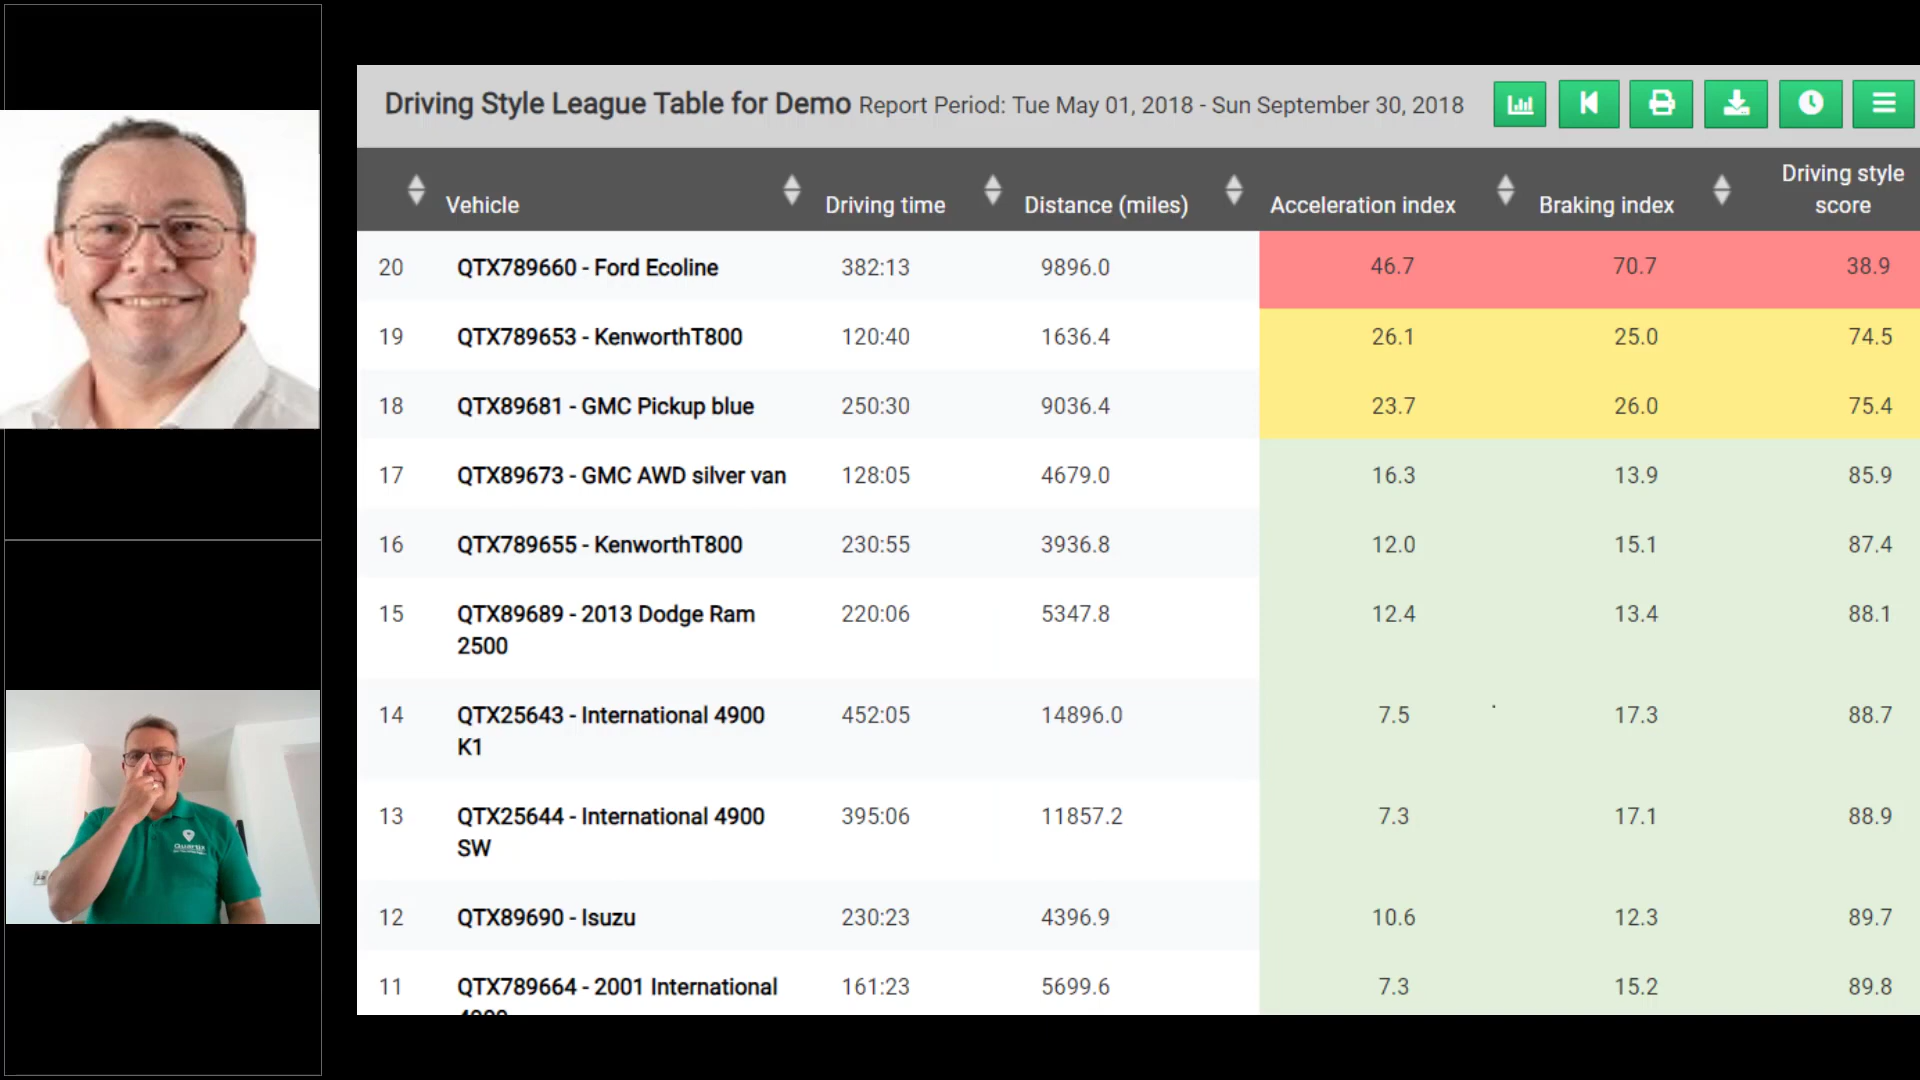 Driving Style League Table for Demo Report Period: Tue May 01, 2018 - Sun September 30, 2018
Vehicle Driving time Distance (miles) Acceleration index Braking index Driving style score
20 QTX789660 - Ford Ecoline 382:13 9896.0 46.7 70.7 38.9
19 QTX789653 - KenworthT800 120:40 1636.4 26.1 25.0 74.5
18 QTX89681 - GMC Pickup blue 250:30 9036.4 23.7 26.0 75.4
17 QTX89673 - GMC AWD silver van 128:05 4679.0 16.3 13.9 85.9
16 QTX789655 - KenworthT800 230:55 3936.8 12.0 15.1 87.4
15 QTX89689 - 2013 Dodge Ram 220:06 5347.8 12.4 13.4 88.1
2500
14 QTX25643 - International 4900 452:05 14896.0 7.5 17.3 88.7
K1
13 QTX25644 - International 4900 395:06 11857.2 7.3 17.1 88.9
SW
12 QTX89690 - Isuzu 230:23 4396.9 10.6 12.3 89.7
11 QTX789664 - 2001 International 161:23 5699.6 7.3 15.2 89.8
Quartix